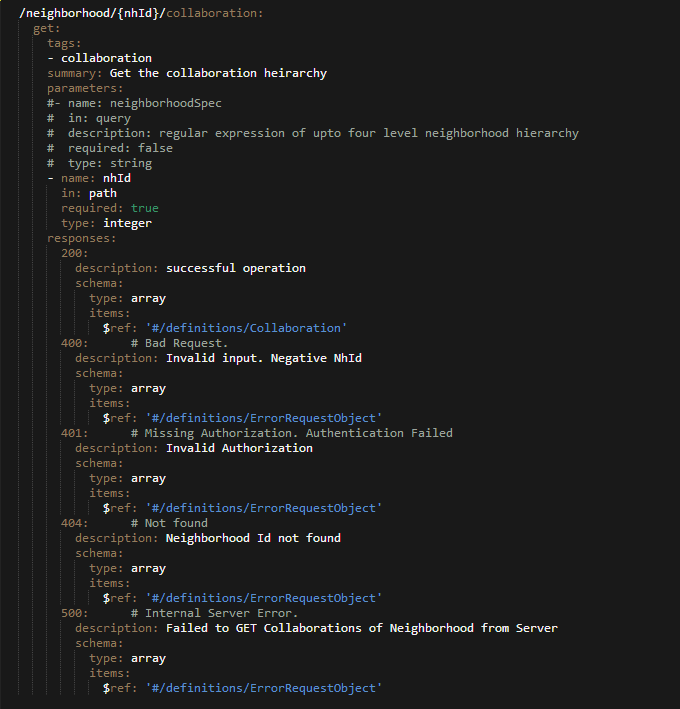 /neighborhood/{nhId}/collaboration:
  get:
    tags:
    - collaboration
    summary: Get the collaboration heirarchy
    parameters:
    #- name: neighborhoodSpec
    #  in: query
    #  description: regular expression of upto four level neighborhood hierarchy
    #  required: false
    #  type: string
    - name: nhId
      in: path
      required: true
      type: integer
    responses:
      200:
        description: successful operation
        schema:
          type: array
          items:
            $ref: '#/definitions/Collaboration'
      400:      # Bad Request.
        description: Invalid input. Negative NhId
        schema:
          type: array
          items:
            $ref: '#/definitions/ErrorRequestObject'
      401:      # Missing Authorization. Authentication Failed
        description: Invalid Authorization
        schema:
          type: array
          items:
            $ref: '#/definitions/ErrorRequestObject'
      404:      # Not found
        description: Neighborhood Id not found
        schema:
          type: array
          items:
            $ref: '#/definitions/ErrorRequestObject'
      500:      # Internal Server Error.
        description: Failed to GET Collaborations of Neighborhood from Server
        schema:
          type: array
          items:
            $ref: '#/definitions/ErrorRequestObject'